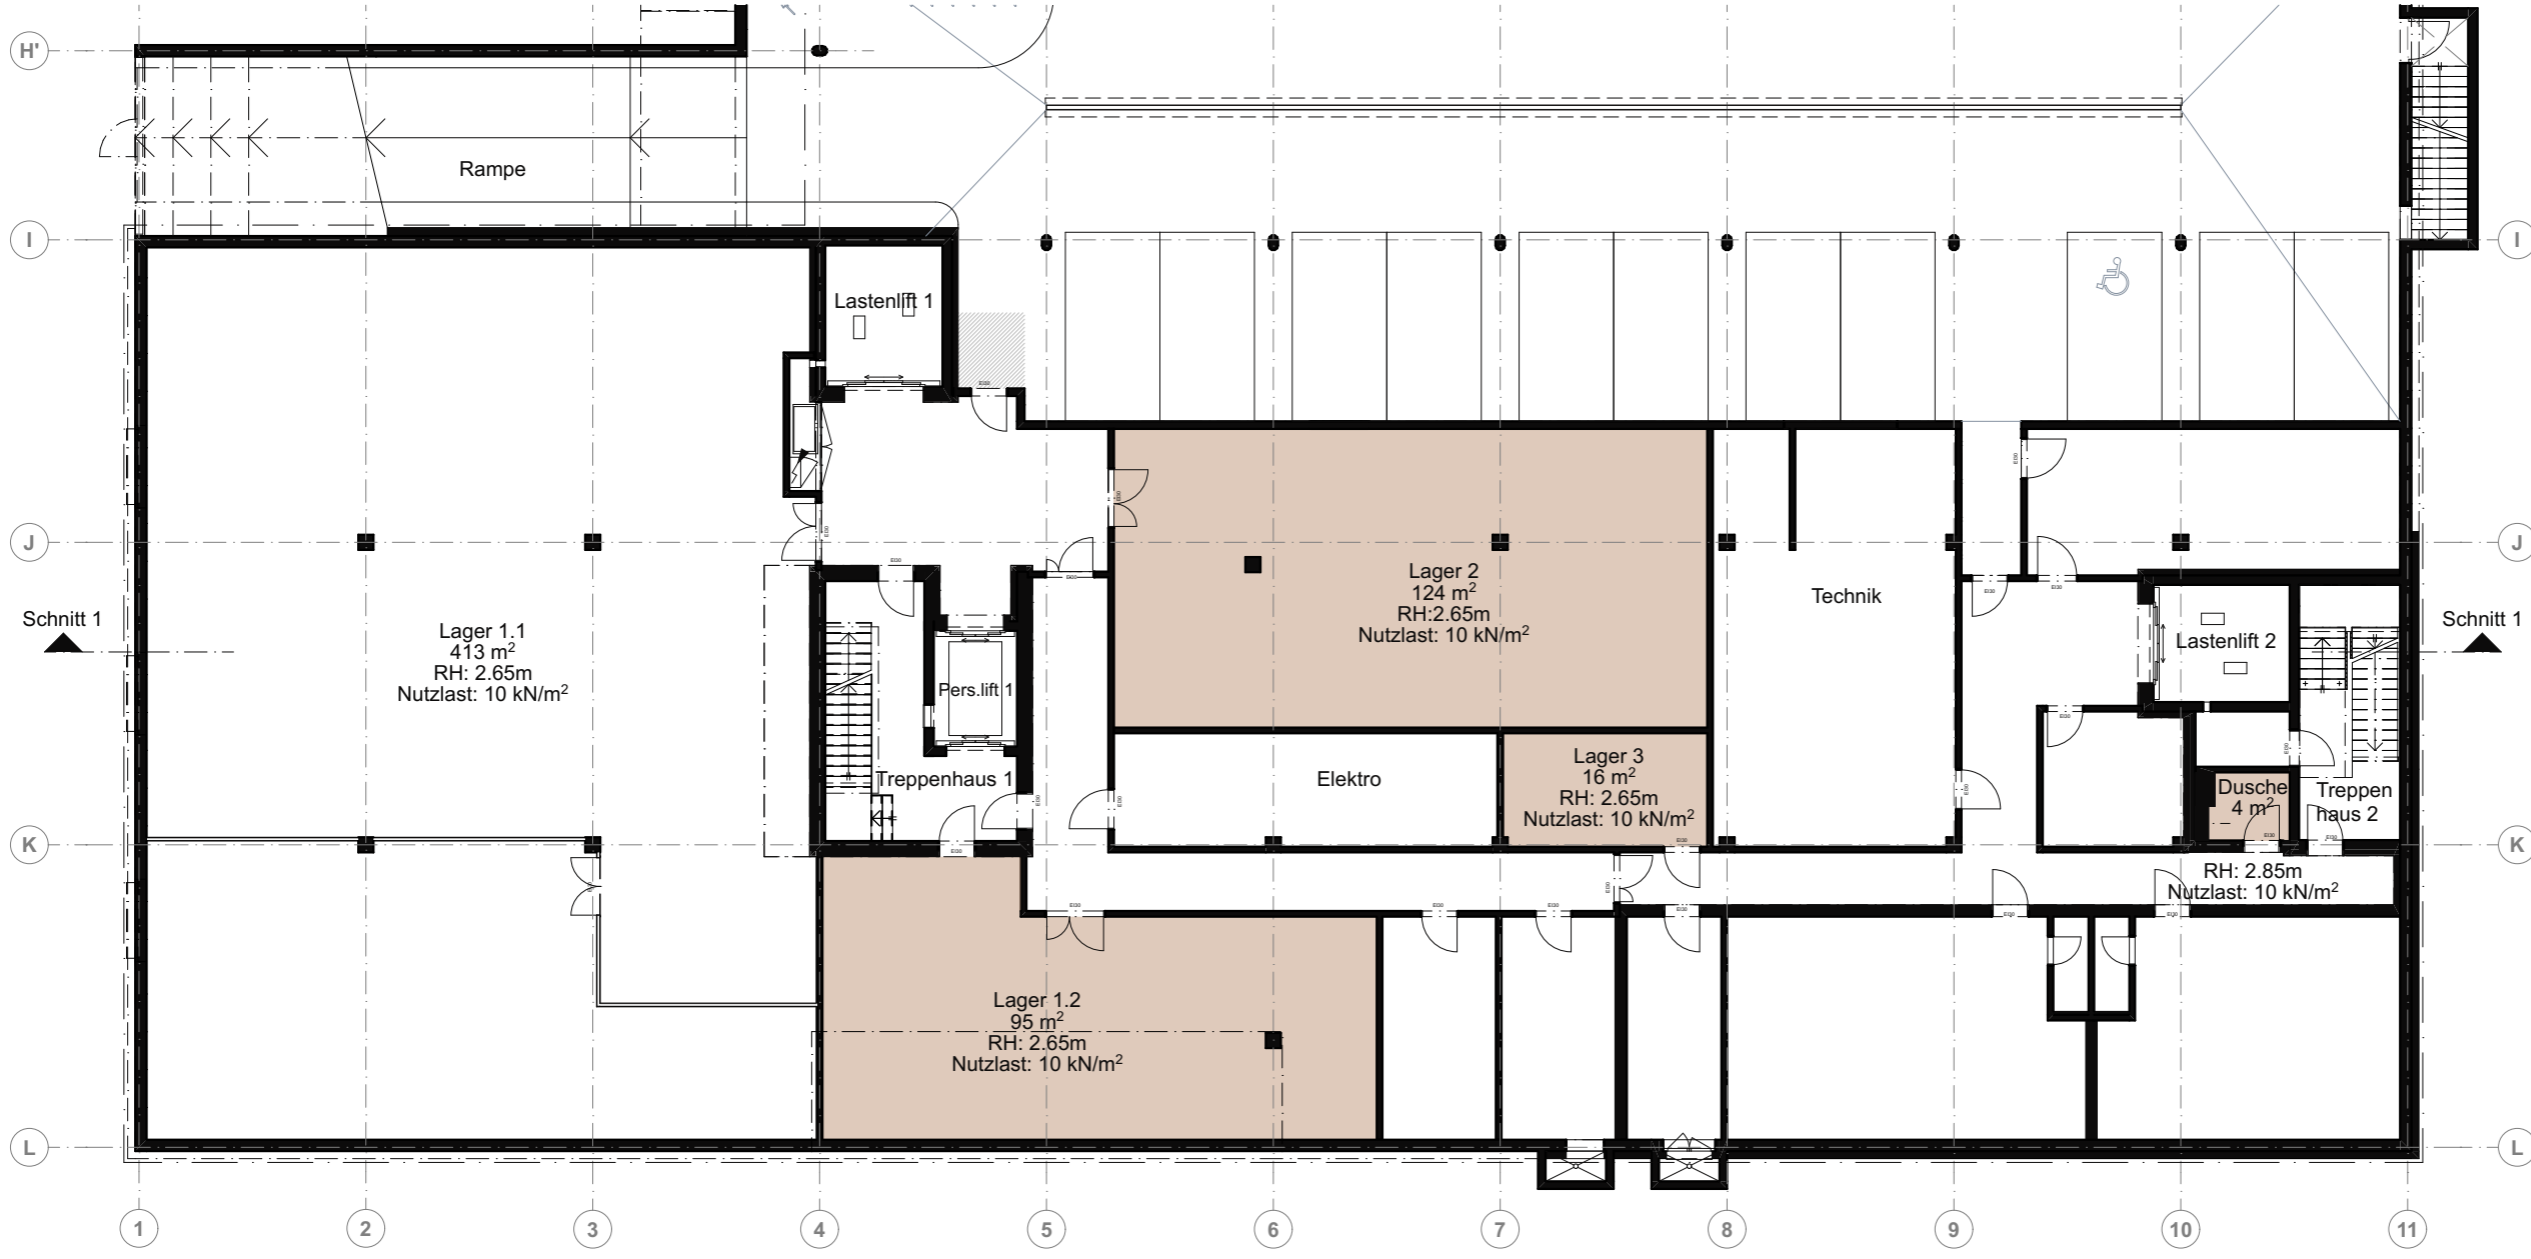 H'
Rampe
I
I
Lastenlift 1
J
J
Schnitt 1
Schnitt 1
Lager 1.1
413 m²
RH: 2.65m
Nutzlast: 10 kN/m²
Lager 2
124 m²
RH:2.65m
Nutzlast: 10 kN/m²
Technik
Lastenlift 2
Pers.lift 1
Treppenhaus 1
Elektro
Lager 3
16 m²
RH: 2.65m
Nutzlast: 10 kN/m²
Dusche
4 m²
Treppen
haus 2
K
K
RH: 2.85m
Nutzlast: 10 kN/m²
Lager 1.2
95 m²
RH: 2.65m
Nutzlast: 10 kN/m²
L
L
1
2
3
4
5
6
7
8
9
10
11